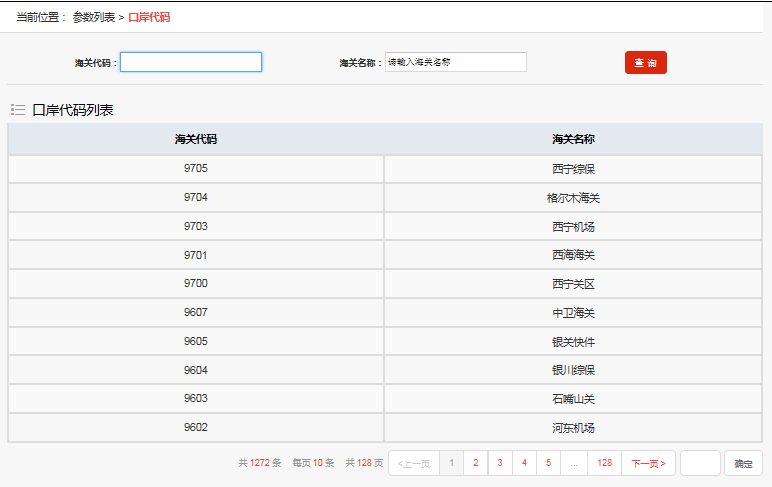 当前位置： 参数列表 > 口岸代码
海关代码： 海关名称： 请输入海关名称 查 询
口岸代码列表
海关代码 海关名称
9705 西宁综保
9704 格尔木海关
9703 西宁机场
9701 西海海关
9700 西宁关区
9607 中卫海关
9605 银关快件
9604 银川综保
9603 石嘴山关
9602 河东机场
共 1272 条 每页 10 条 共 128 页 <上一页 1 2 3 4 5 ... 128 下一页 > 确定